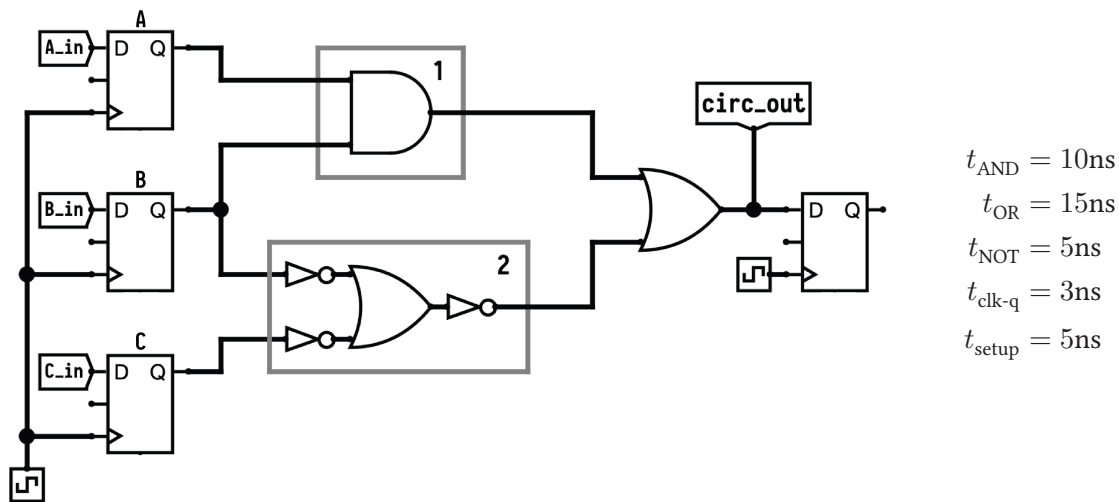 A
A_in
D Q
1
B
B_in
D Q
2
C
C_in
D Q
circ_out
D Q
t_AND = 10ns
t_OR = 15ns
t_NOT = 5ns
t_clk-q = 3ns
t_setup = 5ns